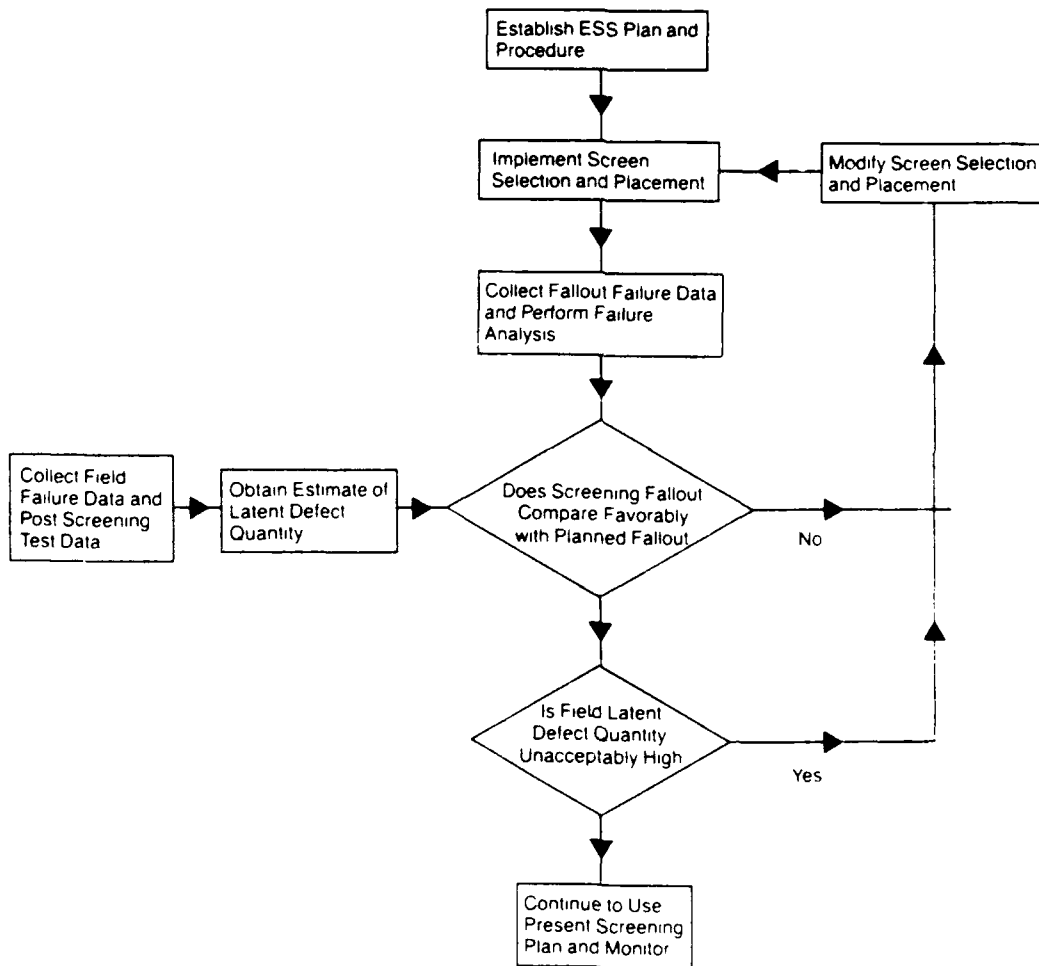 Establish ESS Plan and
Procedure
Implement Screen
Selection and Placement
Modify Screen Selection
and Placement
Collect Fallout Failure Data
and Perform Failure
Analysis
Collect Field
Failure Data and
Post Screening
Test Data
Obtain Estimate of
Latent Defect
Quantity
Does Screening Fallout
Compare Favorably
with Planned Fallout
No
Is Field Latent
Defect Quantity
Unacceptably High
Yes
Continue to Use
Present Screening
Plan and Monitor